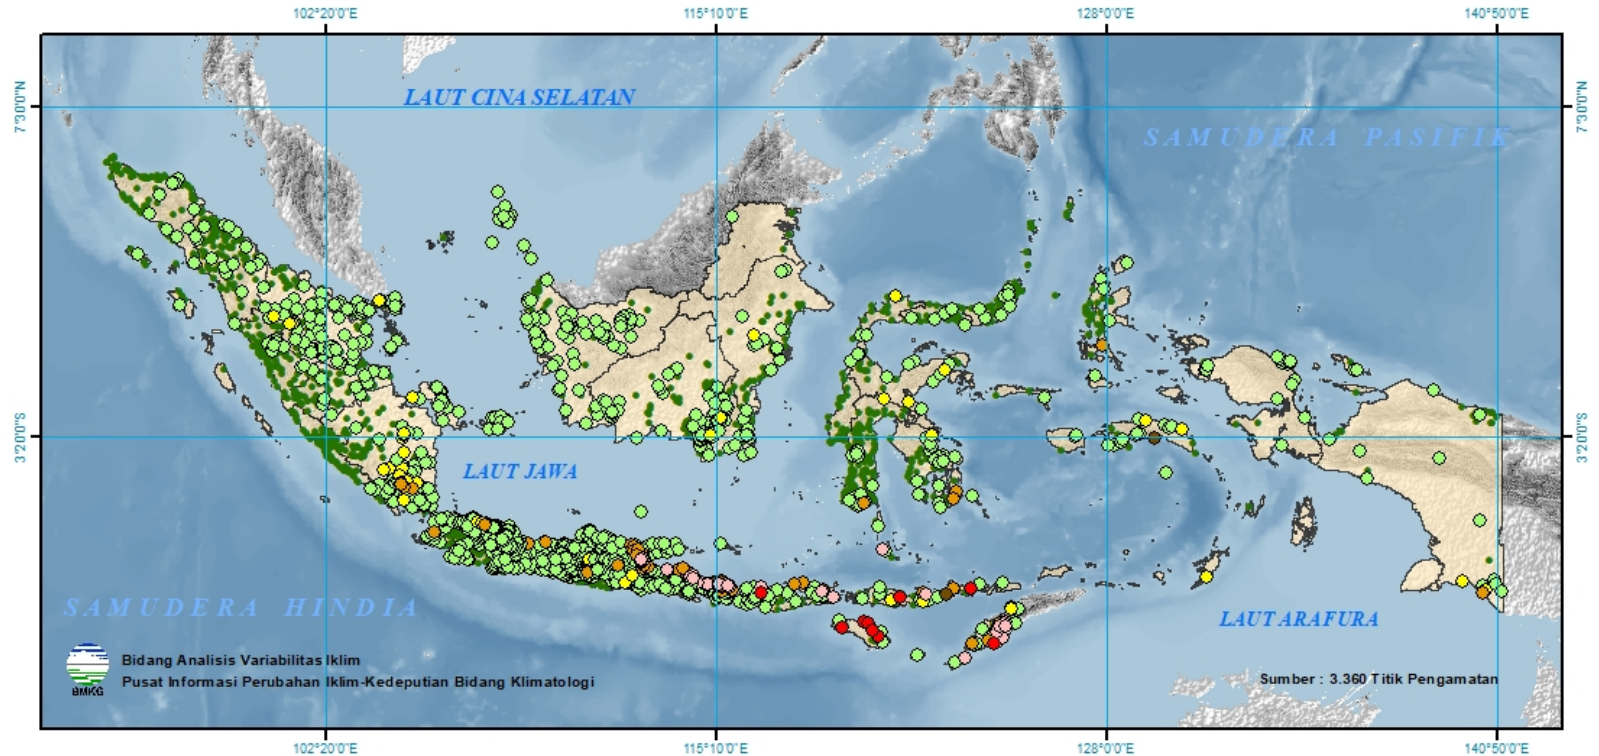 102°20'0"E 115°10'0"E 128°0'0"E 140°50'0"E
7°30'0"N 7°30'0"N
LAUT CINA SELATAN
SAMUDERA PASIFIK
3°20'0"S 3°20'0"S
LAUT JAWA
SAMUDERA HINDIA
LAUT ARAFURA
BMKG
Bidang Analisis Variabilitas Iklim
Pusat Informasi Perubahan Iklim-Kedeputian Bidang Klimatologi
Sumber : 3.360 Titik Pengamatan
102°20'0"E 115°10'0"E 128°0'0"E 140°50'0"E